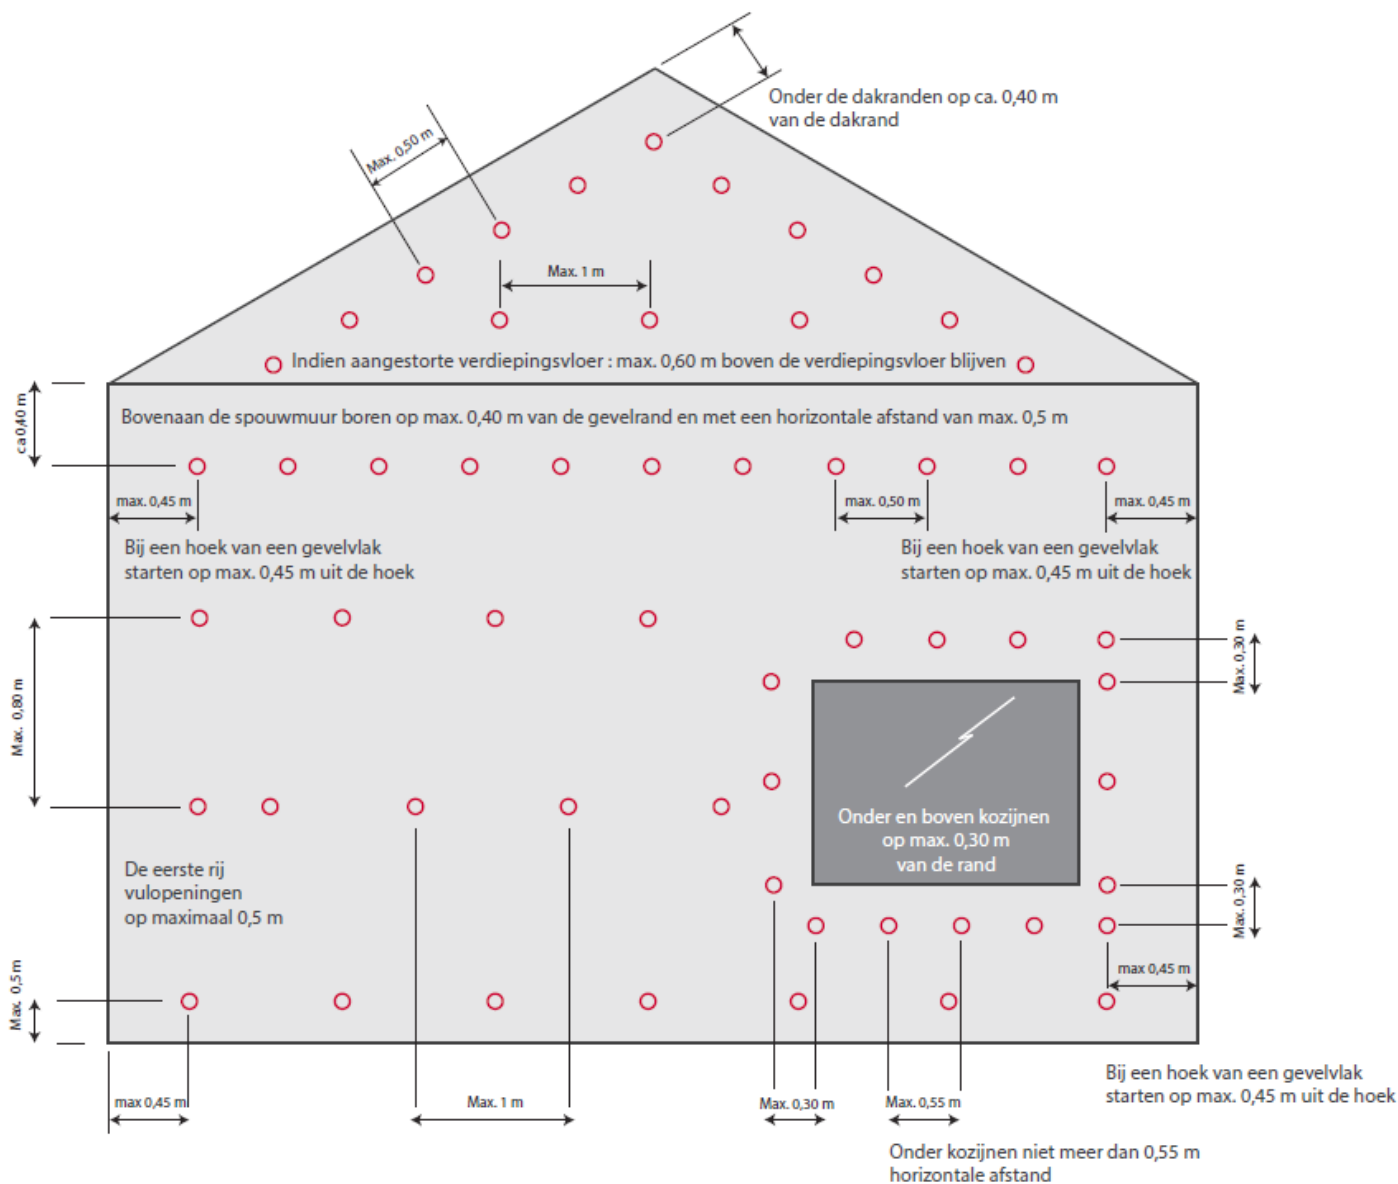 Onder de dakranden op ca. 0,40 m
van de dakrand
Max. 0,50 m
Max. 1 m
Indien aangestorte verdiepingsvloer : max. 0,60 m boven de verdiepingsvloer blijven
ca 0,40 m
Bovenaan de spouwmuur boren op max. 0,40 m van de gevelrand en met een horizontale afstand van max. 0,5 m
max. 0,45 m
max. 0,50 m
max. 0,45 m
Bij een hoek van een gevelvlak
starten op max. 0,45 m uit de hoek
Bij een hoek van een gevelvlak
starten op max. 0,45 m uit de hoek
Max. 0,80 m
Max. 0,30 m
Onder en boven kozijnen
op max. 0,30 m
van de rand
De eerste rij
vulopeningen
op maximaal 0,5 m
Max. 0,30 m
Max. 0,5 m
max 0,45 m
max 0,45 m
Max. 1 m
Max. 0,30 m
Max. 0,55 m
Bij een hoek van een gevelvlak
starten op max. 0,45 m uit de hoek
Onder kozijnen niet meer dan 0,55 m
horizontale afstand